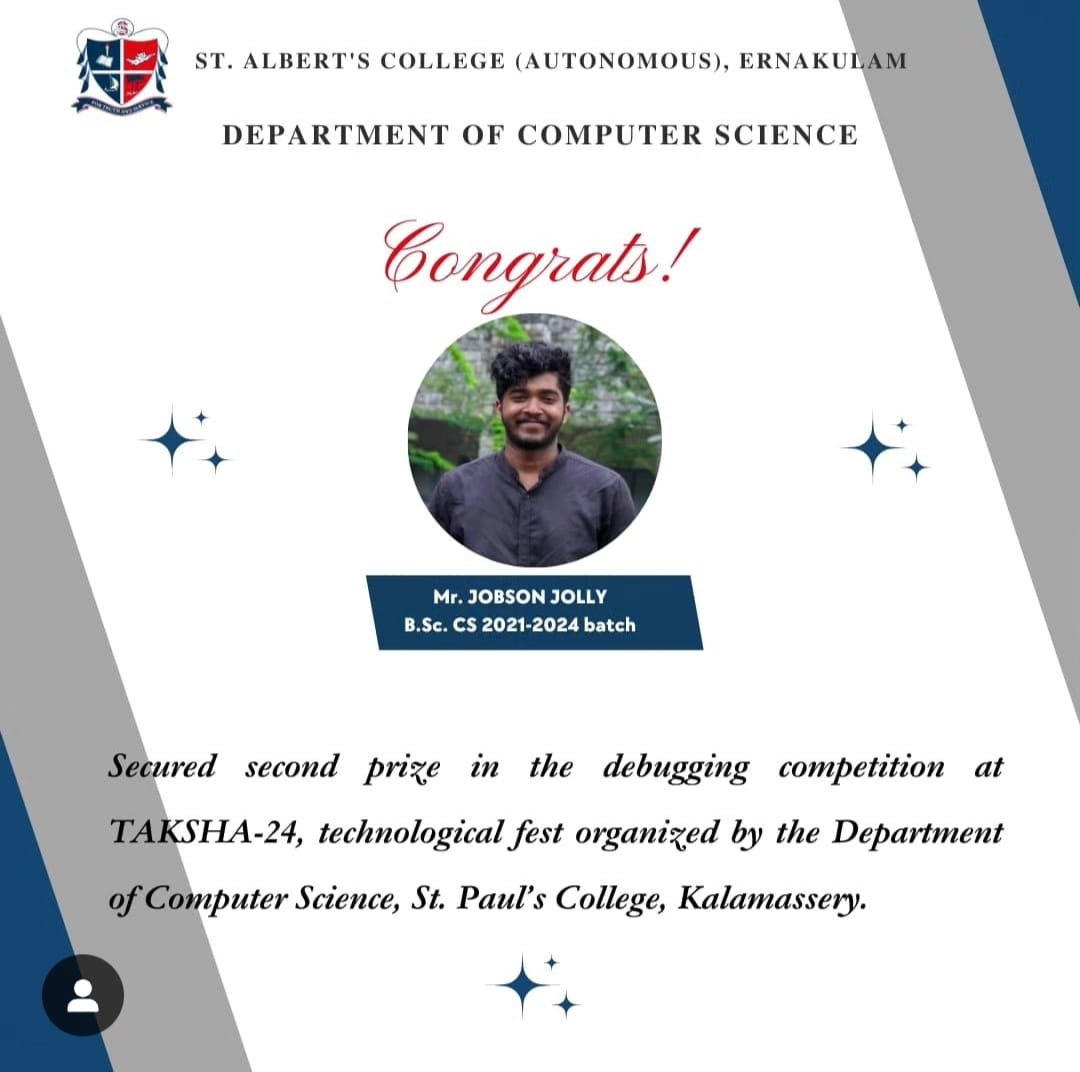 ST. ALBERT'S COLLEGE (AUTONOMOUS), ERNAKULAM
DEPARTMENT OF COMPUTER SCIENCE
Congrats!
Mr. JOBSON JOLLY
B.Sc. CS 2021-2024 batch
Secured second prize in the debugging competition at
TAKSHA-24, technological fest organized by the Department
of Computer Science, St. Paul’s College, Kalamassery.